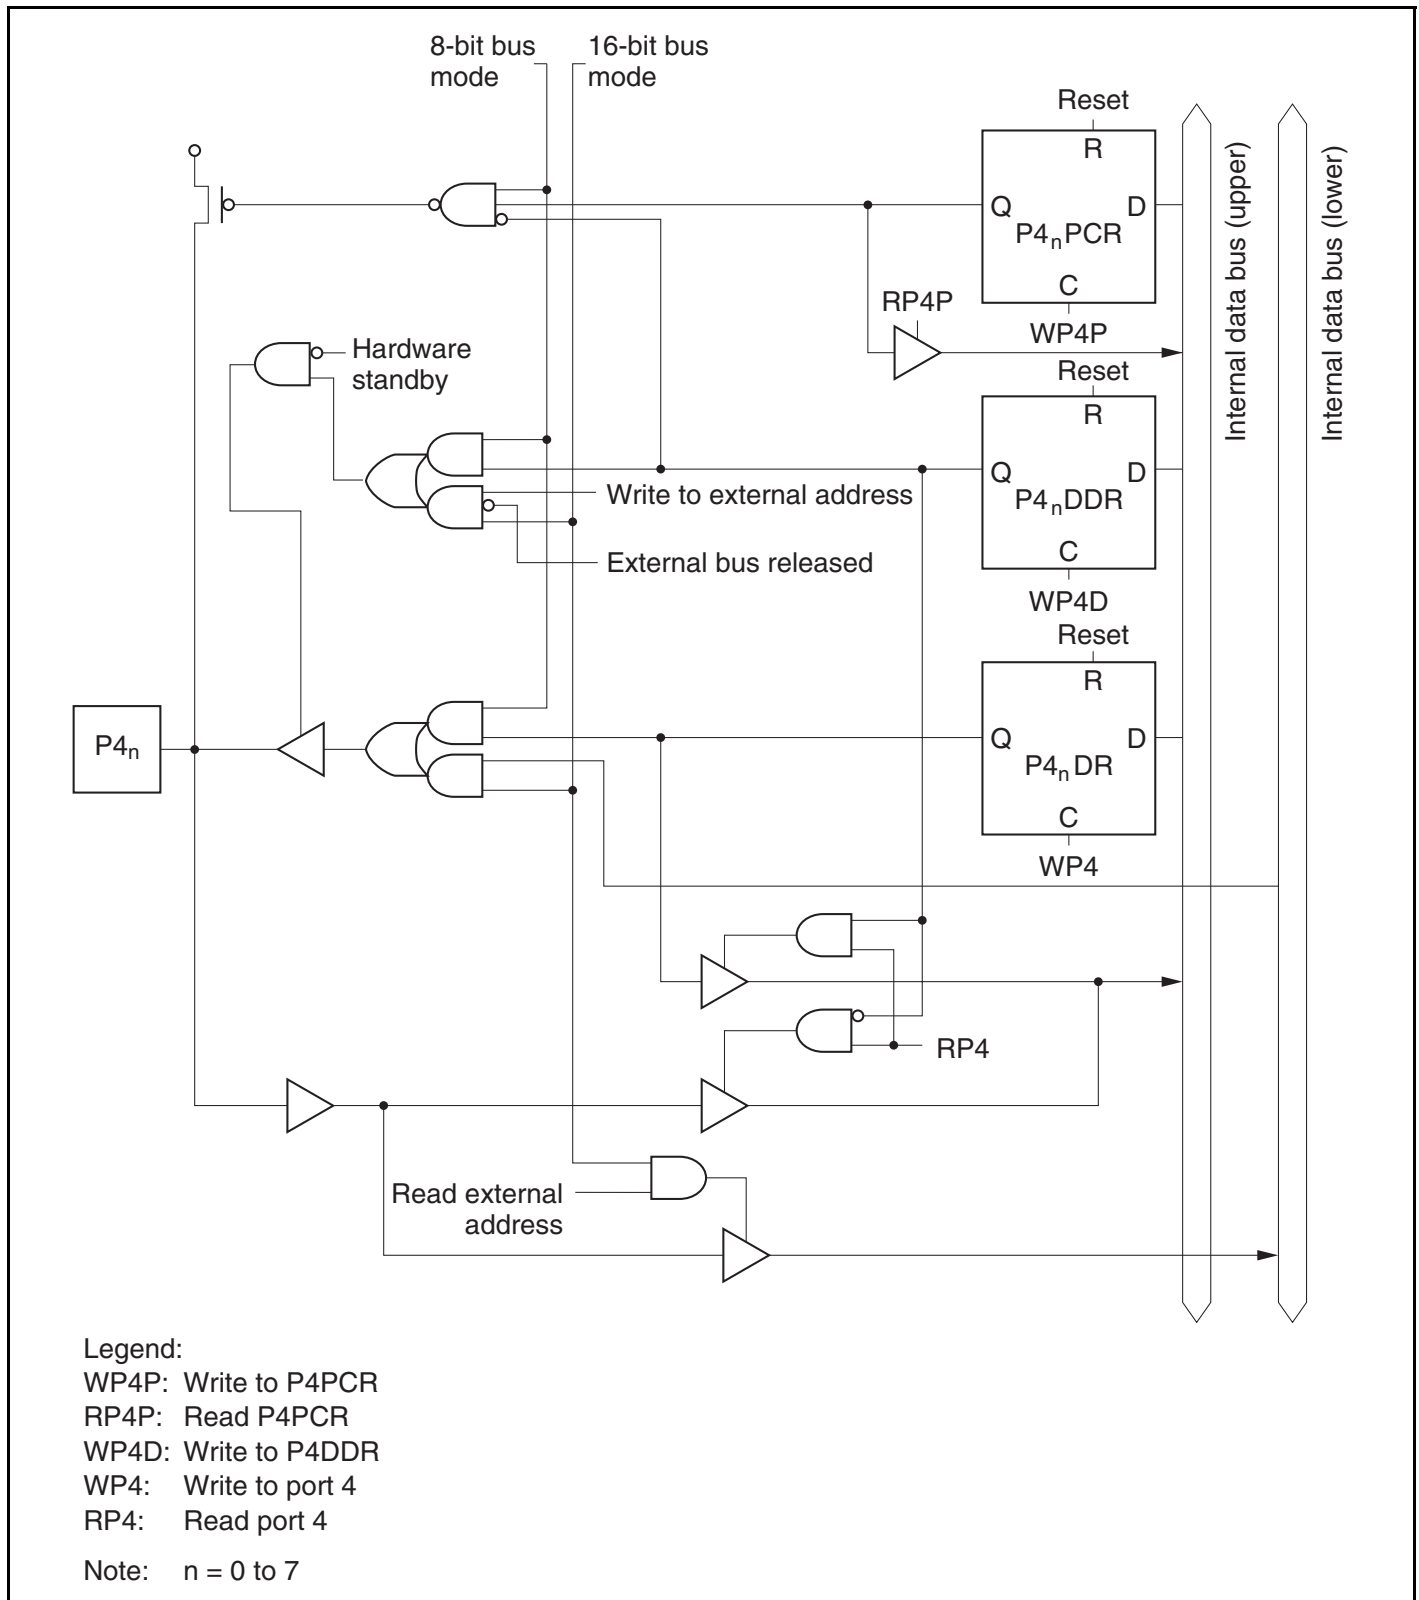 8-bit bus
mode
16-bit bus
mode
Reset
R
Q
D
P4nPCR
C
WP4P
RP4P
Internal data bus (upper)
Internal data bus (lower)
Hardware
standby
Reset
R
Q
D
P4nDDR
C
WP4D
Write to external address
External bus released
Reset
R
Q
D
P4nDR
C
WP4
P4n
RP4
Read external
address
Legend:
WP4P: Write to P4PCR
RP4P: Read P4PCR
WP4D: Write to P4DDR
WP4: Write to port 4
RP4: Read port 4
Note: n = 0 to 7